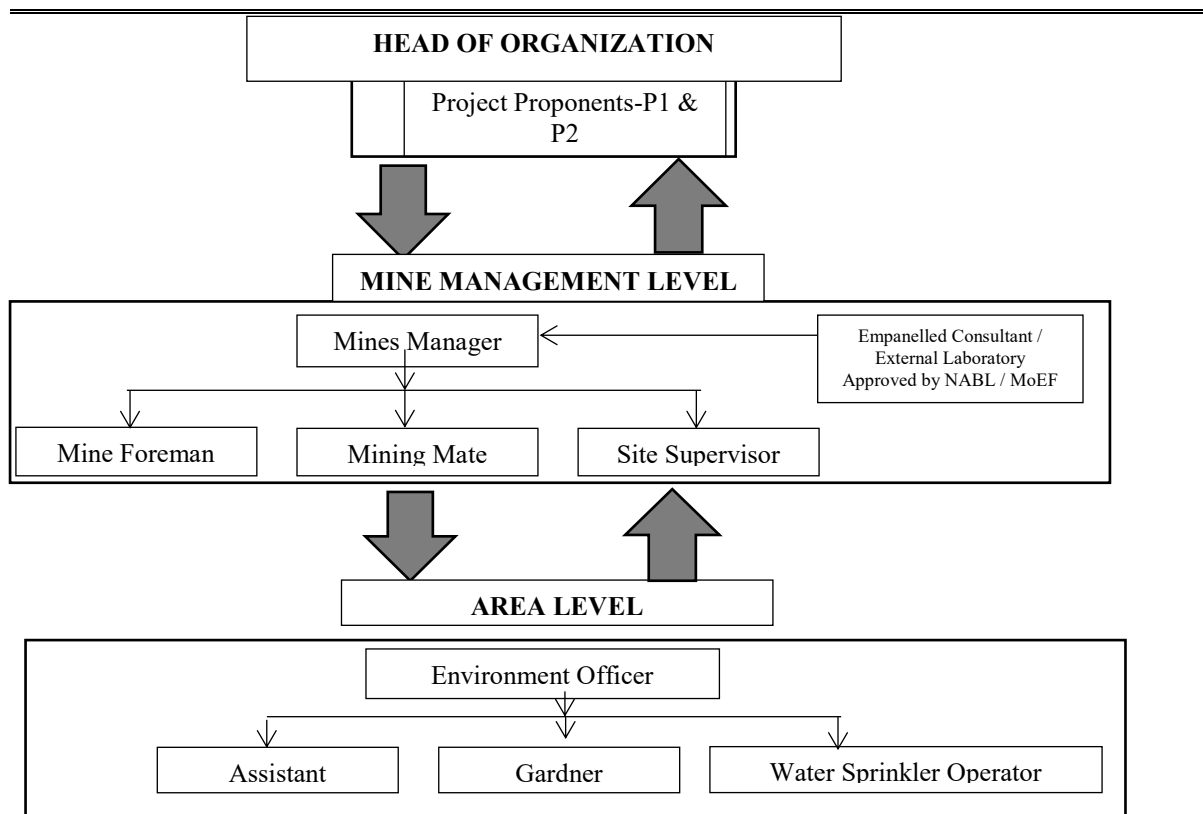 HEAD OF ORGANIZATION
Project Proponents-P1 &
P2
MINE MANAGEMENT LEVEL
Mines Manager
Empanelled Consultant /
External Laboratory
Approved by NABL / MoEF
Mine Foreman
Mining Mate
Site Supervisor
AREA LEVEL
Environment Officer
Assistant
Gardner
Water Sprinkler Operator